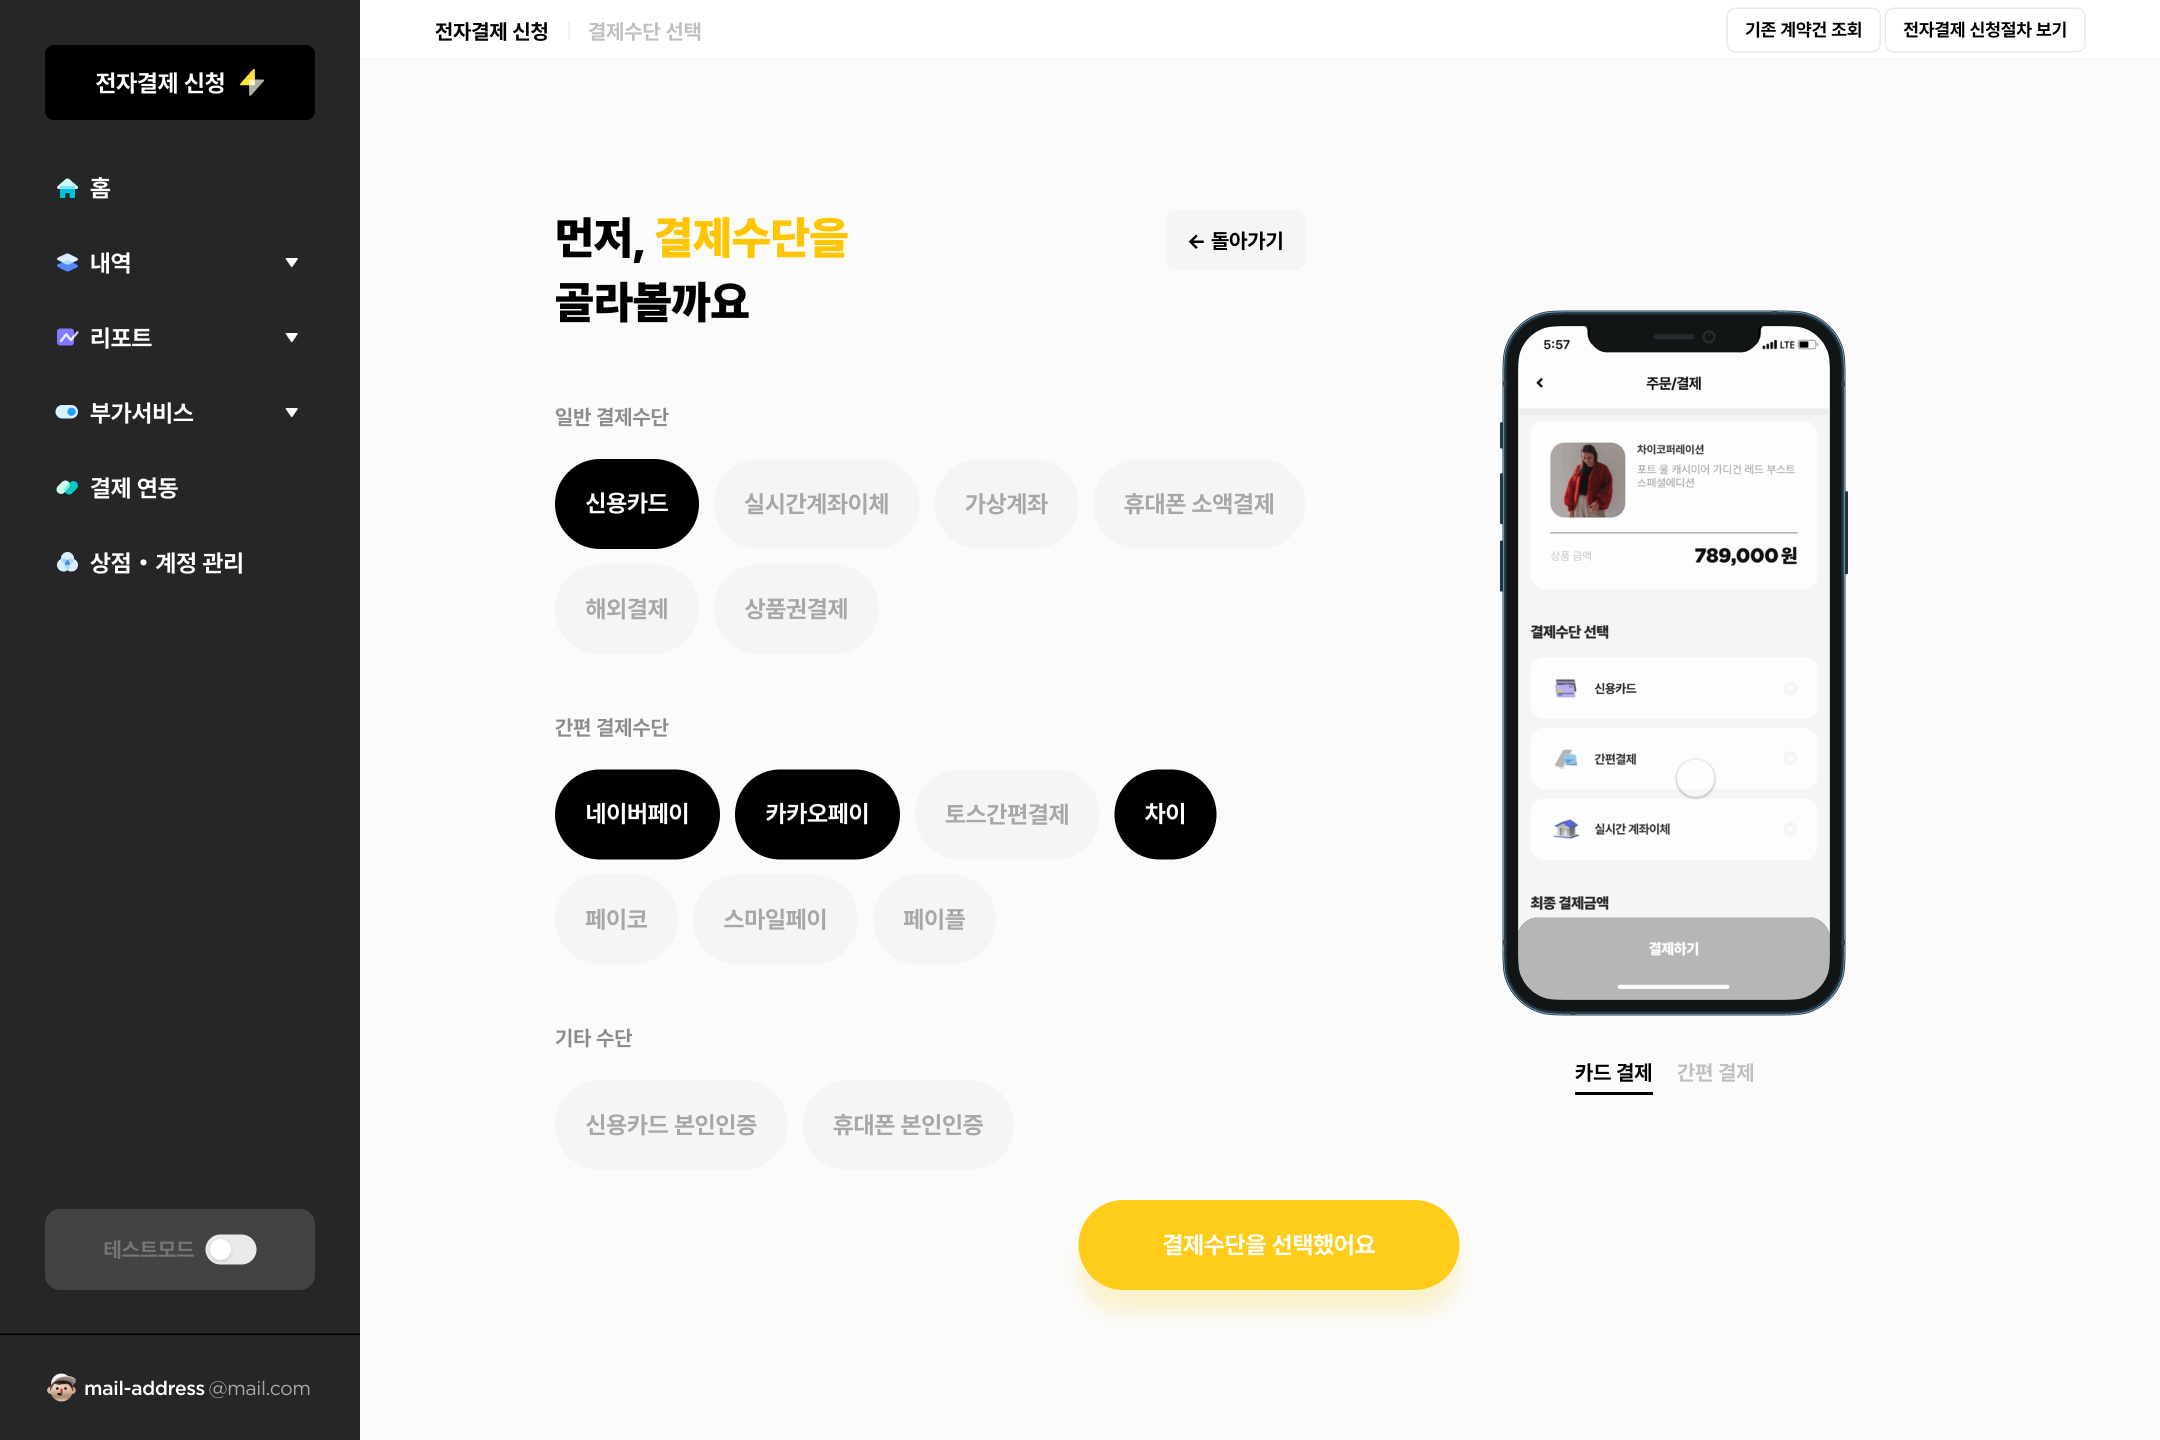 전자결제 신청
홈
내역
리포트
부가서비스
결제 연동
상점 • 계정 관리
테스트모드
mail-address @mail.com
전자결제 신청 결제수단 선택
기존 계약건 조회 전자결제 신청절차 보기
먼저, 결제수단을
골라볼까요
← 돌아가기
일반 결제수단
신용카드 실시간계좌이체 가상계좌 휴대폰 소액결제
해외결제 상품권결제
간편 결제수단
네이버페이 카카오페이 토스간편결제 차이
페이코 스마일페이 페이플
기타 수단
신용카드 본인인증 휴대폰 본인인증
결제수단을 선택했어요
5:57 LTE
주문/결제
차이코퍼레이션
포트 울 캐시미어 가디건 레드 부스트
스페셜에디션
상품 금액 789,000 원
결제수단 선택
신용카드
간편결제
실시간 계좌이체
최종 결제금액
결제하기
카드 결제 간편 결제